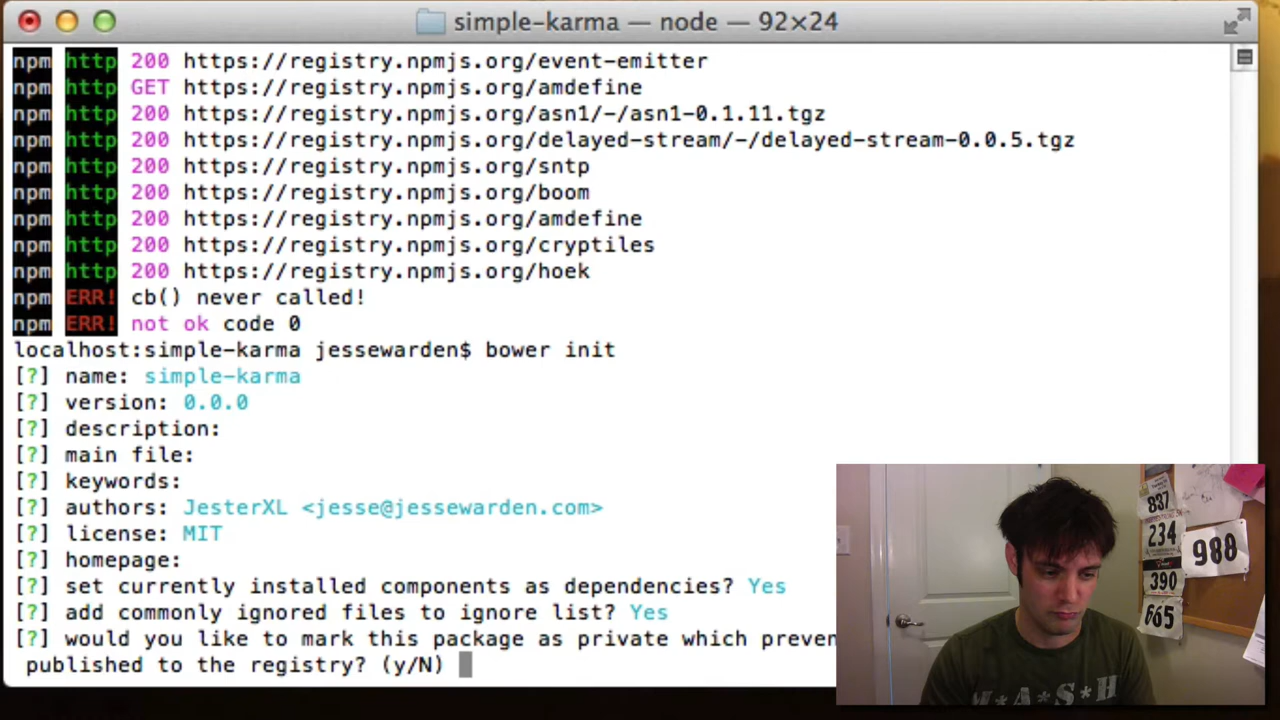 simple-karma — node — 92×24
npm http 200 https://registry.npmjs.org/event-emitter
npm http GET https://registry.npmjs.org/amdefine
npm http 200 https://registry.npmjs.org/asn1/-/asn1-0.1.11.tgz
npm http 200 https://registry.npmjs.org/delayed-stream/-/delayed-stream-0.0.5.tgz
npm http 200 https://registry.npmjs.org/sntp
npm http 200 https://registry.npmjs.org/boom
npm http 200 https://registry.npmjs.org/amdefine
npm http 200 https://registry.npmjs.org/cryptiles
npm http 200 https://registry.npmjs.org/hoek
npm ERR! cb() never called!
npm ERR! not ok code 0
localhost:simple-karma jessewarden$ bower init
[?] name: simple-karma
[?] version: 0.0.0
[?] description:
[?] main file:
[?] keywords:
[?] authors: JesterXL <jesse@jessewarden.com>
[?] license: MIT
[?] homepage:
[?] set currently installed components as dependencies? Yes
[?] add commonly ignored files to ignore list? Yes
[?] would you like to mark this package as private which preven
published to the registry? (y/N)
837
234
988
390
665
M*A*S*H